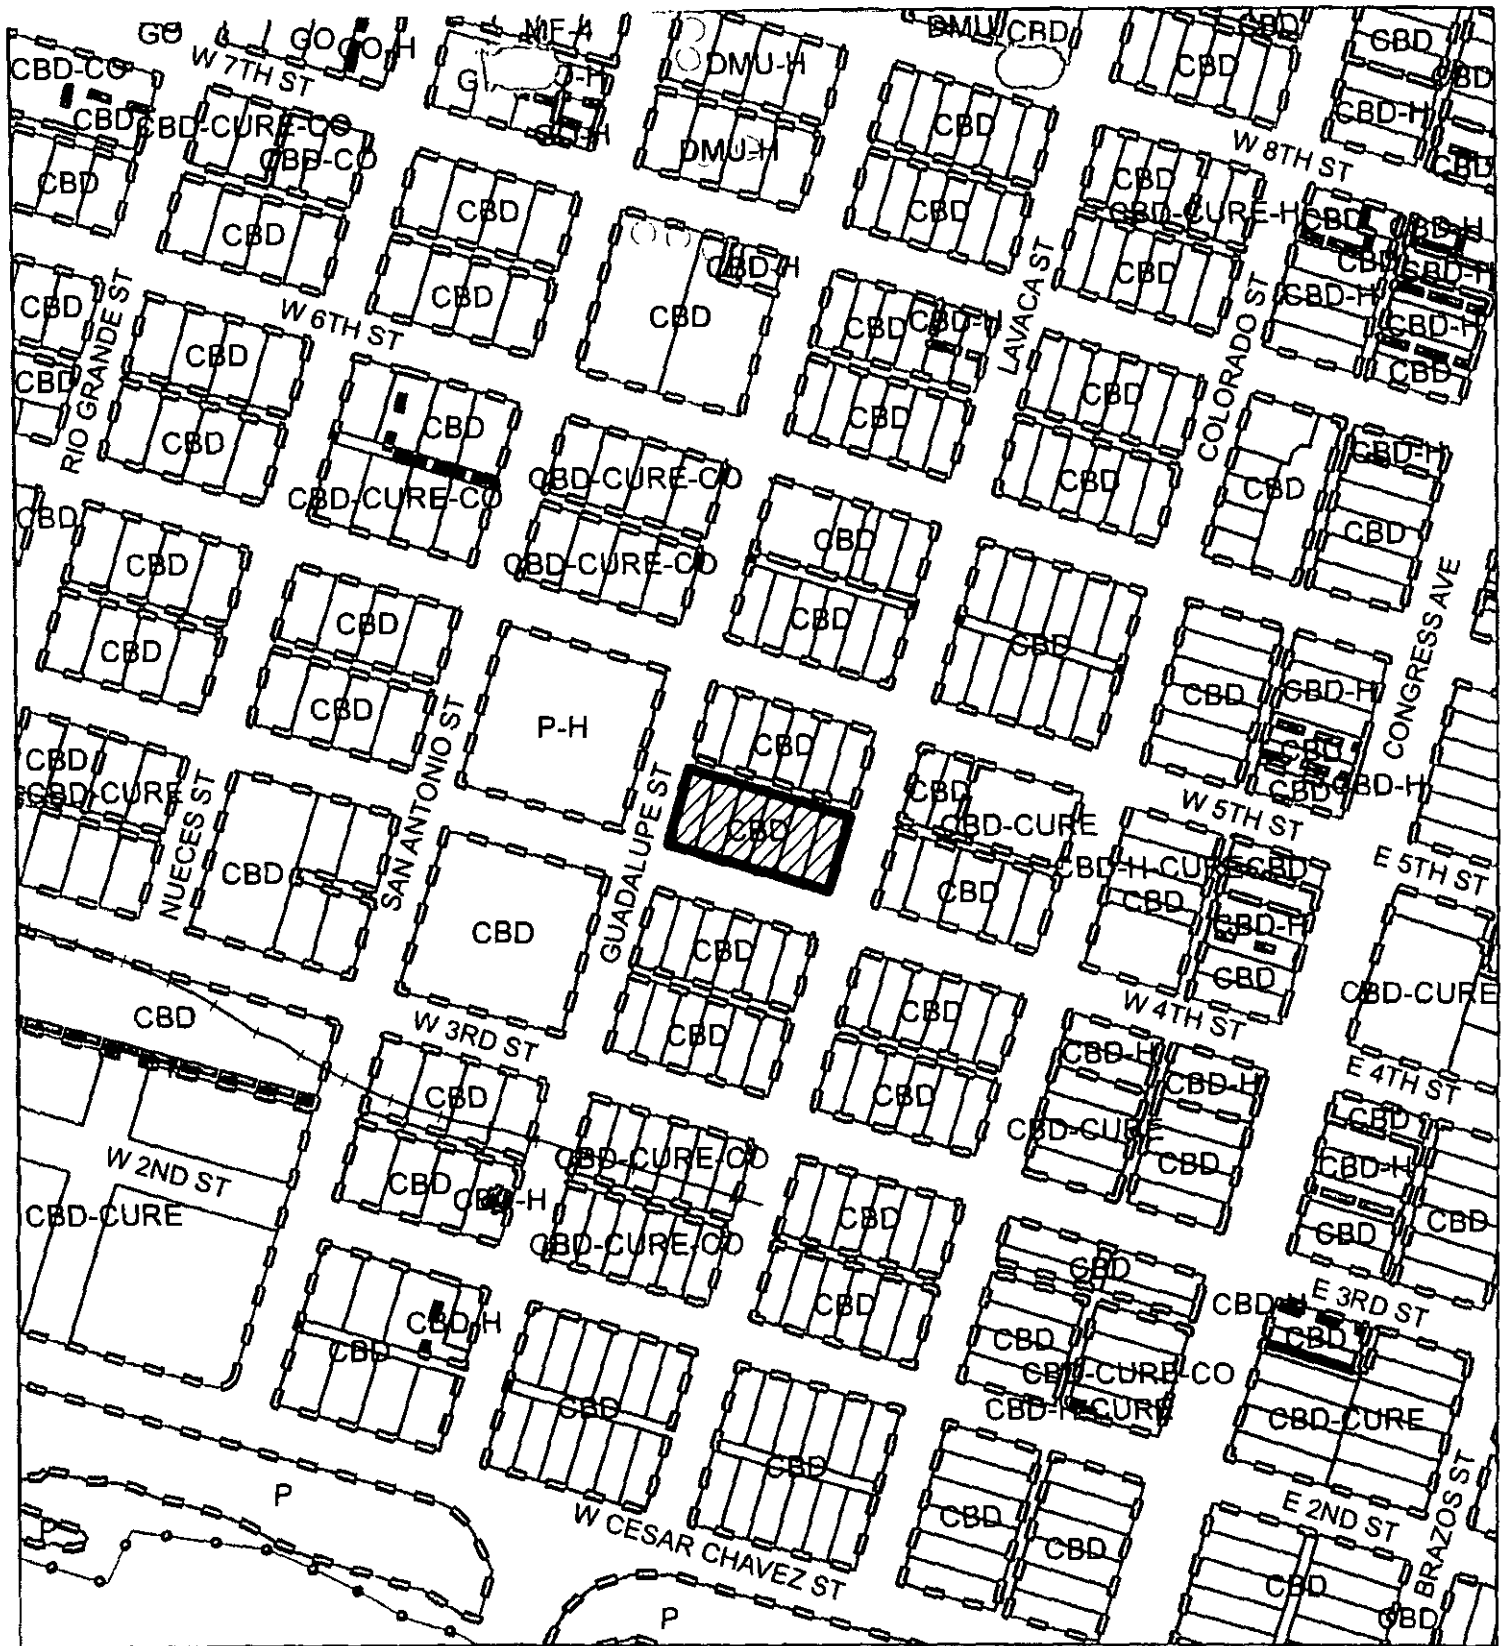 GO
GO
GO-H
MF-4
DMU
CBD
CBD
CBD
W 7TH ST
CBD-CO
DMU-H
CBD
CBD
CBD
CBD-CURE-CO
CBD-CO
CBD-H
CBD
DMU-H
CBD
W 8TH ST
CBD
CBD
CBD
CBD-CURE-H
CBD
CBD-H
CBD
CBD
CBD
CBD-H
CBD
CBD
CBD-H
CBD-H
CBD
RIO GRANDE ST
W 6TH ST
CBD
CBD
CBD
CBD-H
LAVACA ST
COLORADO ST
CBD-H
CBD
CBD
CBD
CBD
CBD
CBD
CBD
CBD-CURE-CO
CBD-CURE-CO
CBD
CBD
CBD-H
CBD
CBD
CBD
CBD-CURE-CO
CBD
CBD
CBD
CBD
CBD
CBD
CBD
P-H
CBD
CBD
CBD-H
CONGRESS AVE
SAN ANTONIO ST
CBD
CBD-CURE
NUECES ST
GUADALUPE ST
CBD
CBD
CBD-CURE
CBD
CBD-H
CBD
W 5TH ST
E 5TH ST
CBD
CBD
CBD
CBD
CBD-H-CURE
CBD
CBD
CBD-H
CBD
CBD-CURE
CBD
W 3RD ST
CBD
CBD
W 4TH ST
E 4TH ST
CBD
CBD
CBD-H
CBD-H
CBD
CBD-CURE
CBD
CBD-H
W 2ND ST
CBD-CURE
CBD
CBD-H
CBD-CURE-CO
CBD-CURE-CO
CBD
CBD
CBD
CBD
CBD
CBD-H
E 3RD ST
CBD
CBD-H
CBD
CBD
CBD
CBD-CURE-CO
CBD-H-CURE
CBD-CURE
CBD
CBD
P
P
W CESAR CHAVEZ ST
CBD
CBD
E 2ND ST
BRAZOS ST
CBD
CBD
P